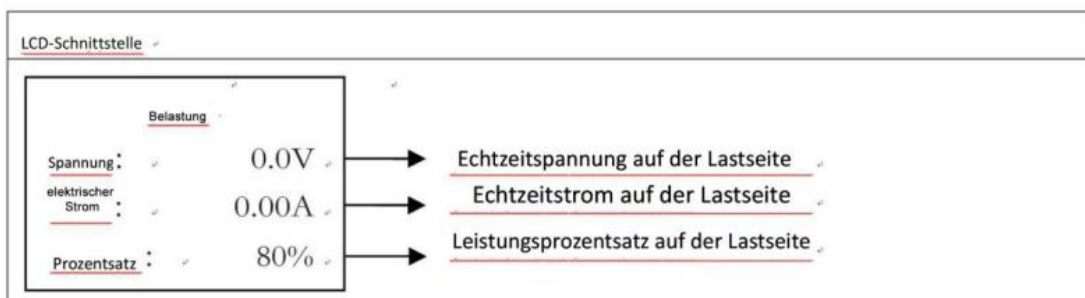 LCD-Schnittstelle
Belastung
Spannung: 0.0V Echtzeitspannung auf der Lastseite
elektrischer
Strom : 0.00A Echtzeitstrom auf der Lastseite
Prozentsatz : 80% Leistungsprozentsatz auf der Lastseite